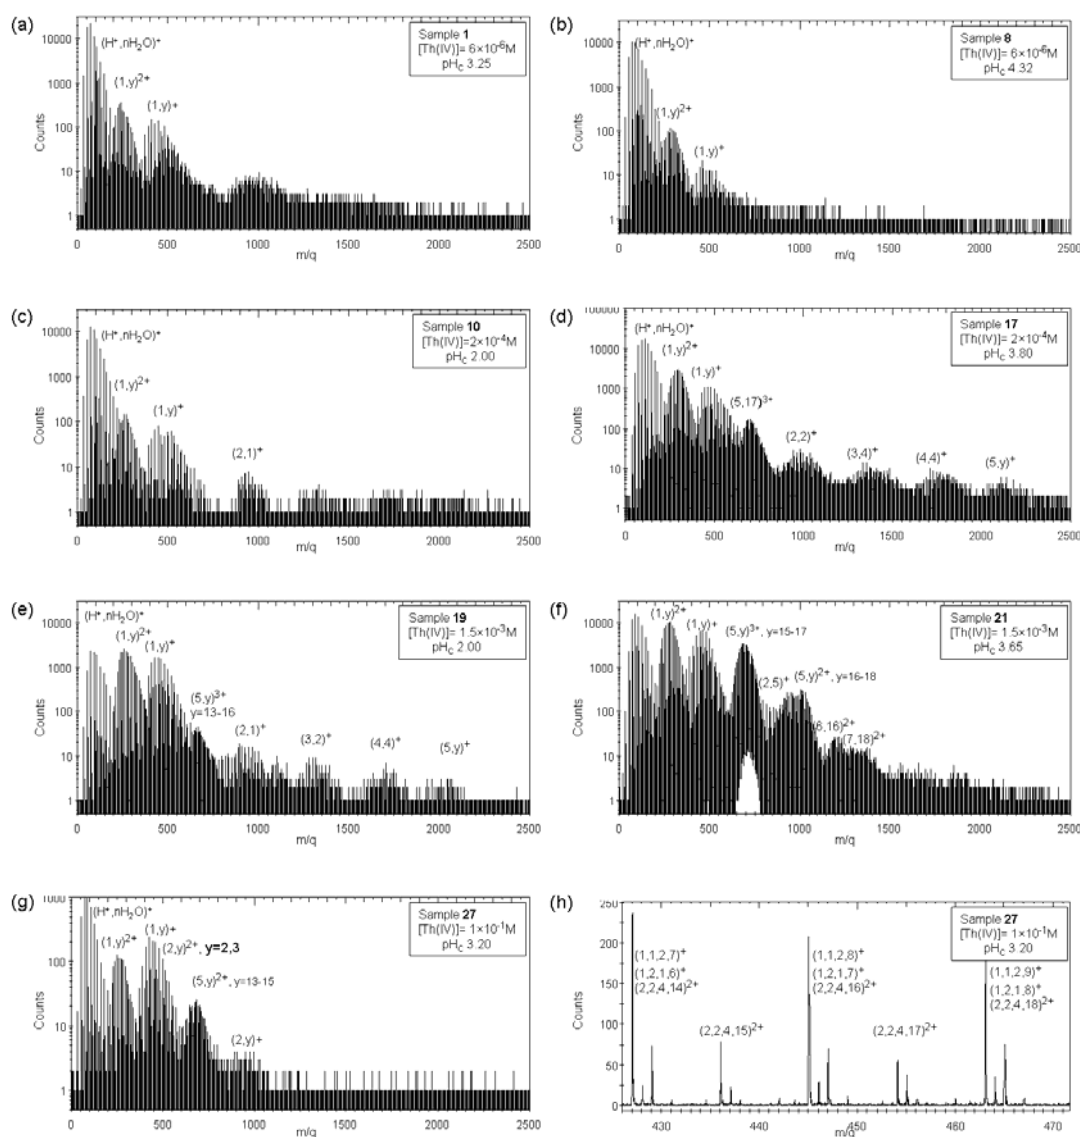 (a)
Sample 1
[Th(IV)]= 6×10⁻⁶M
pHC 3.25
(H⁺,nH2O)⁺
(1,y)²⁺
(1,y)+
Counts
10000
1000
100
10
1
0 500 1000 1500 2000 2500
m/q
(b)
Sample 8
[Th(IV)] = 6×10⁻⁶M
pHC 4.32
(H⁺,nH2O)⁺
(1,y)²⁺
(1,y)⁺
Counts
10000
1000
100
10
1
0 500 1000 1500 2000 2500
m/q
(c)
Sample 10
[Th(IV)]=2×10⁻⁴M
pHC 2.00
(H⁺,nH2O)⁺
(1,y)²⁺
(1,y)⁺
(2,1)⁺
Counts
10000
1000
100
10
1
0 500 1000 1500 2000 2500
m/q
(d)
Sample 17
[Th(IV)] = 2×10⁻⁴M
pHC 3.80
(H⁺,nH2O)⁺
(1,y)²⁺
(1,y)⁺
(5,17)³⁺
(2,2)⁺
(3,4)⁺
(4,4)⁺
(5,y)⁺
Counts
10000
1000
100
10
1
0 500 1000 1500 2000 2500
m/q
(e)
Sample 19
[Th(IV)]= 1.5×10⁻³M
pHC 2.00
(H⁺,nH2O)⁺
(1,y)²⁺
(1,y)⁺
(5,y)³⁺
y=13-16
(2,1)⁺
(3,2)⁺
(4,4)⁺
(5,y)⁺
Counts
10000
1000
100
10
1
0 500 1000 1500 2000 2500
m/q
(f)
Sample 21
[Th(IV)]= 1.5×10⁻³M
pHC 3.65
(1,y)²⁺
(1,y)+
(5,y)³⁺, y=15-17
(2,5)⁺
(5,y)²⁺, y=16-18
(6,16)²⁺
(7,18)²⁺
Counts
10000
1000
100
10
1
0 500 1000 1500 2000 2500
m/q
(g)
Sample 27
[Th(IV)]= 1×10⁻¹M
pHC 3.20
(H⁺,nH2O)⁺
(1,y)²⁺
(1,y)+
(2,y)²⁺, y=2,3
(5,y)²⁺, y=13-15
(2,y)+
Counts
1000
100
10
1
0 500 1000 1500 2000 2500
m/q
(h)
Sample 27
[Th(IV)]= 1×10⁻¹M
pHC 3.20
(1,1,2,7)⁺
(1,2,1,6)⁺
(2,2,4,14)²⁺
(2,2,4,15)²⁺
(1,1,2,8)⁺
(1,2,1,7)⁺
(2,2,4,16)²⁺
(2,2,4,17)²⁺
(1,1,2,9)⁺
(1,2,1,8)⁺
(2,2,4,18)²⁺
Counts
250
200
150
100
50
0
430 440 450 460 470
m/q